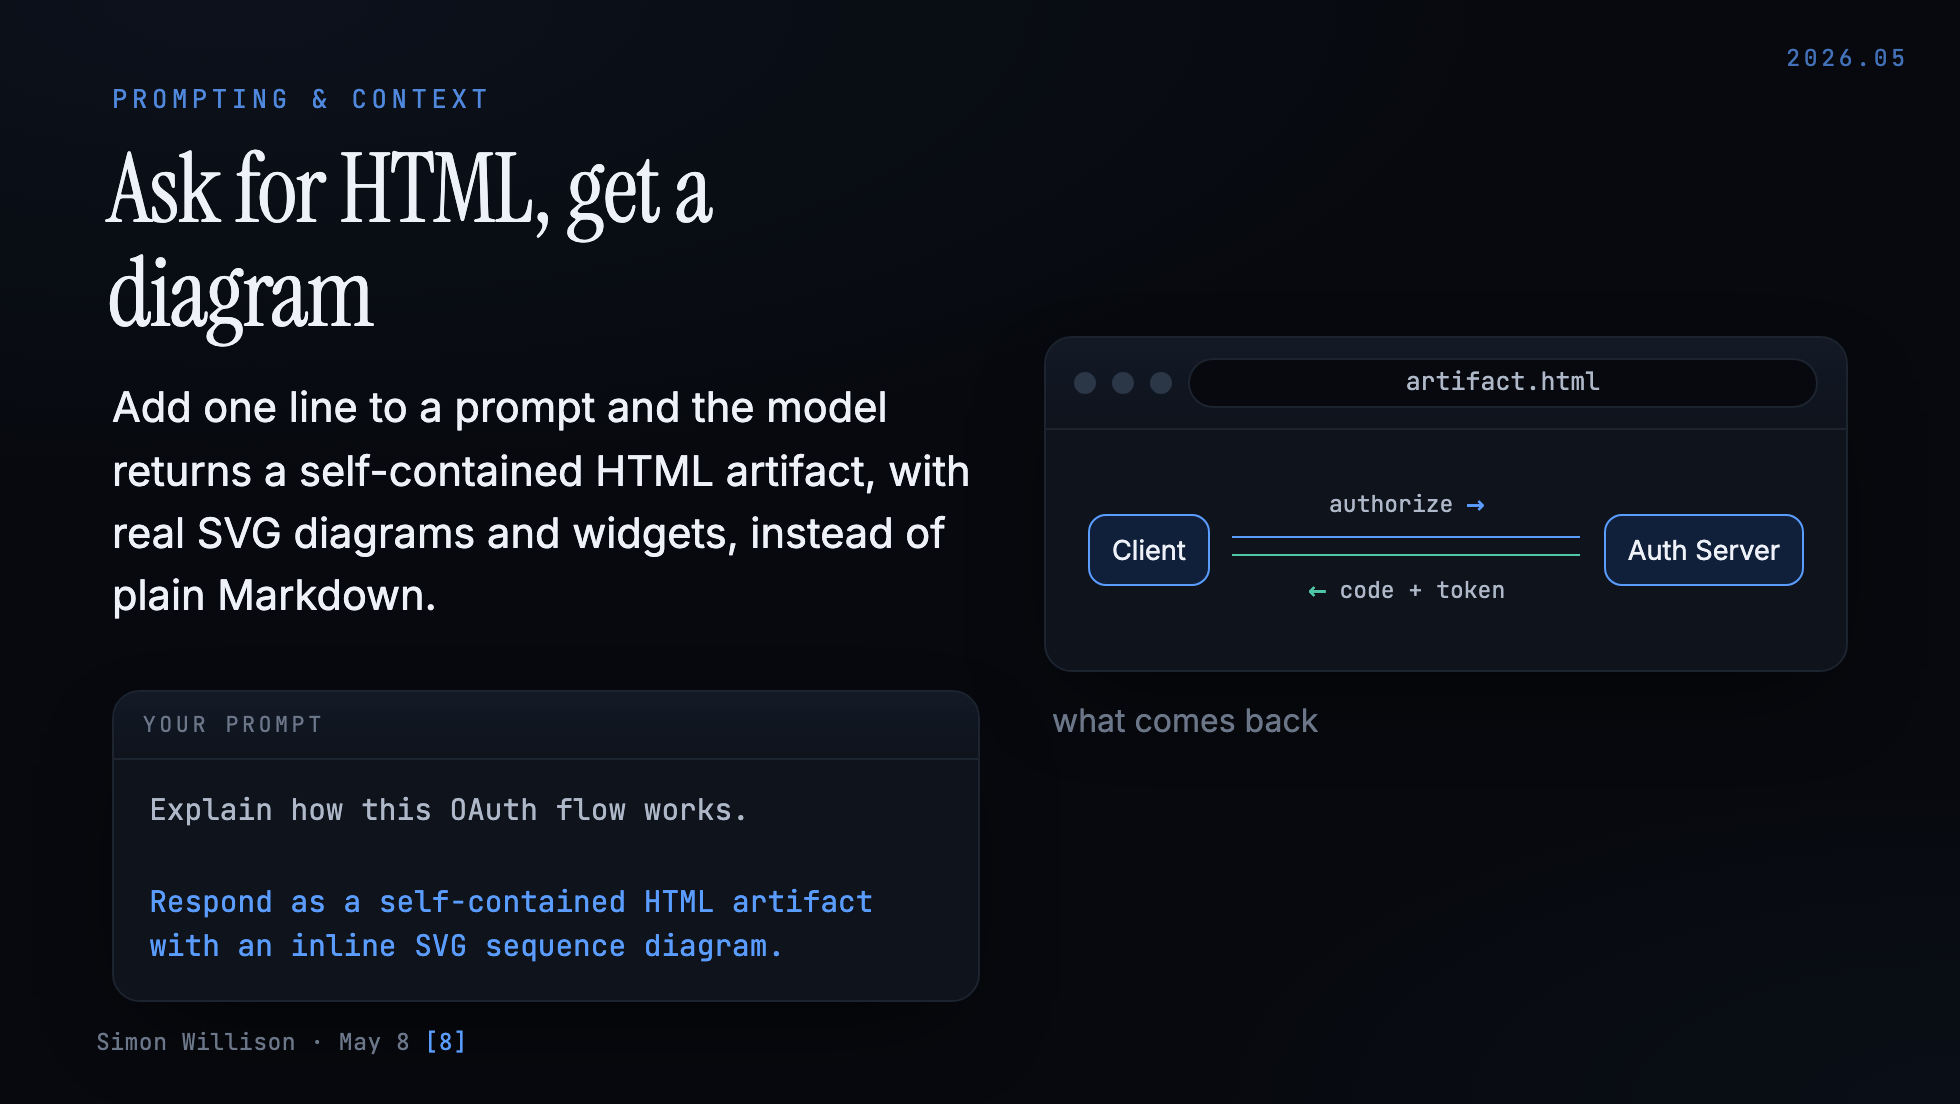 2026.05
PROMPTING & CONTEXT
Ask for HTML, get a
diagram
Add one line to a prompt and the model
returns a self-contained HTML artifact, with
real SVG diagrams and widgets, instead of
plain Markdown.
YOUR PROMPT
Explain how this OAuth flow works.
Respond as a self-contained HTML artifact
with an inline SVG sequence diagram.
artifact.html
authorize →
Client
Auth Server
← code + token
what comes back
Simon Willison · May 8 [8]